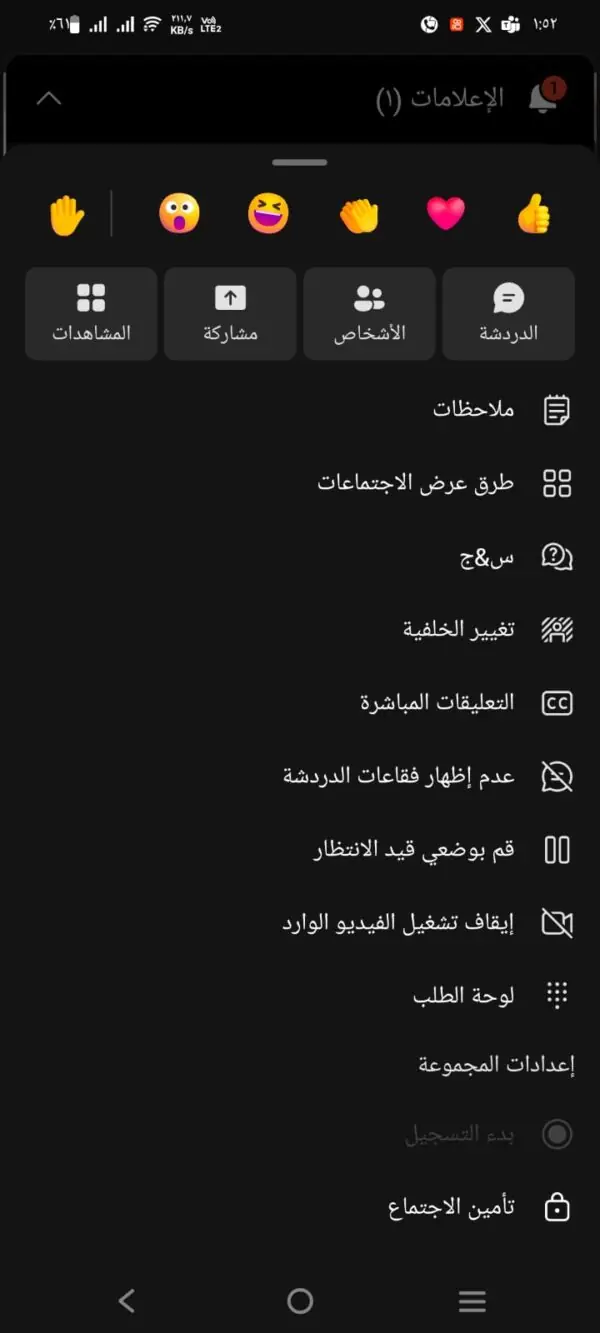 ١:٥٢
٢١١,٧ KB/s
Vo) LTE2
٦١٪
الإعلامات (١)
1
الدردشة
الأشخاص
مشاركة
المشاهدات
ملاحظات
طرق عرض الاجتماعات
س&ج
تغيير الخلفية
CC التعليقات المباشرة
عدم إظهار فقاعات الدردشة
قم بوضعي قيد الانتظار
إيقاف تشغيل الفيديو الوارد
لوحة الطلب
إعدادات المجموعة
بدء التسجيل
تأمين الاجتماع